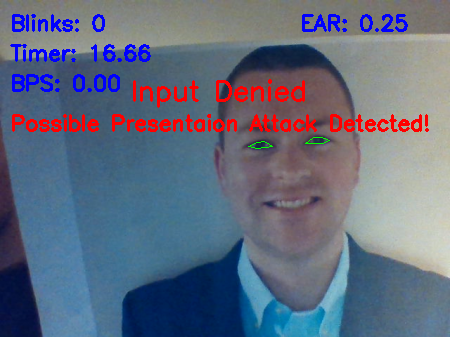 Blinks: 0 EAR: 0.25
Timer: 16.66
BPS: 0.00
Input Denied
Possible Presentaion Attack Detected!